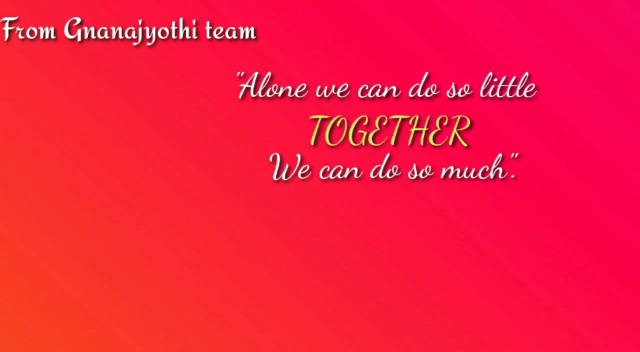 From Gnanajyothi team
"Alone we can do so little
TOGETHER
We can do so much".